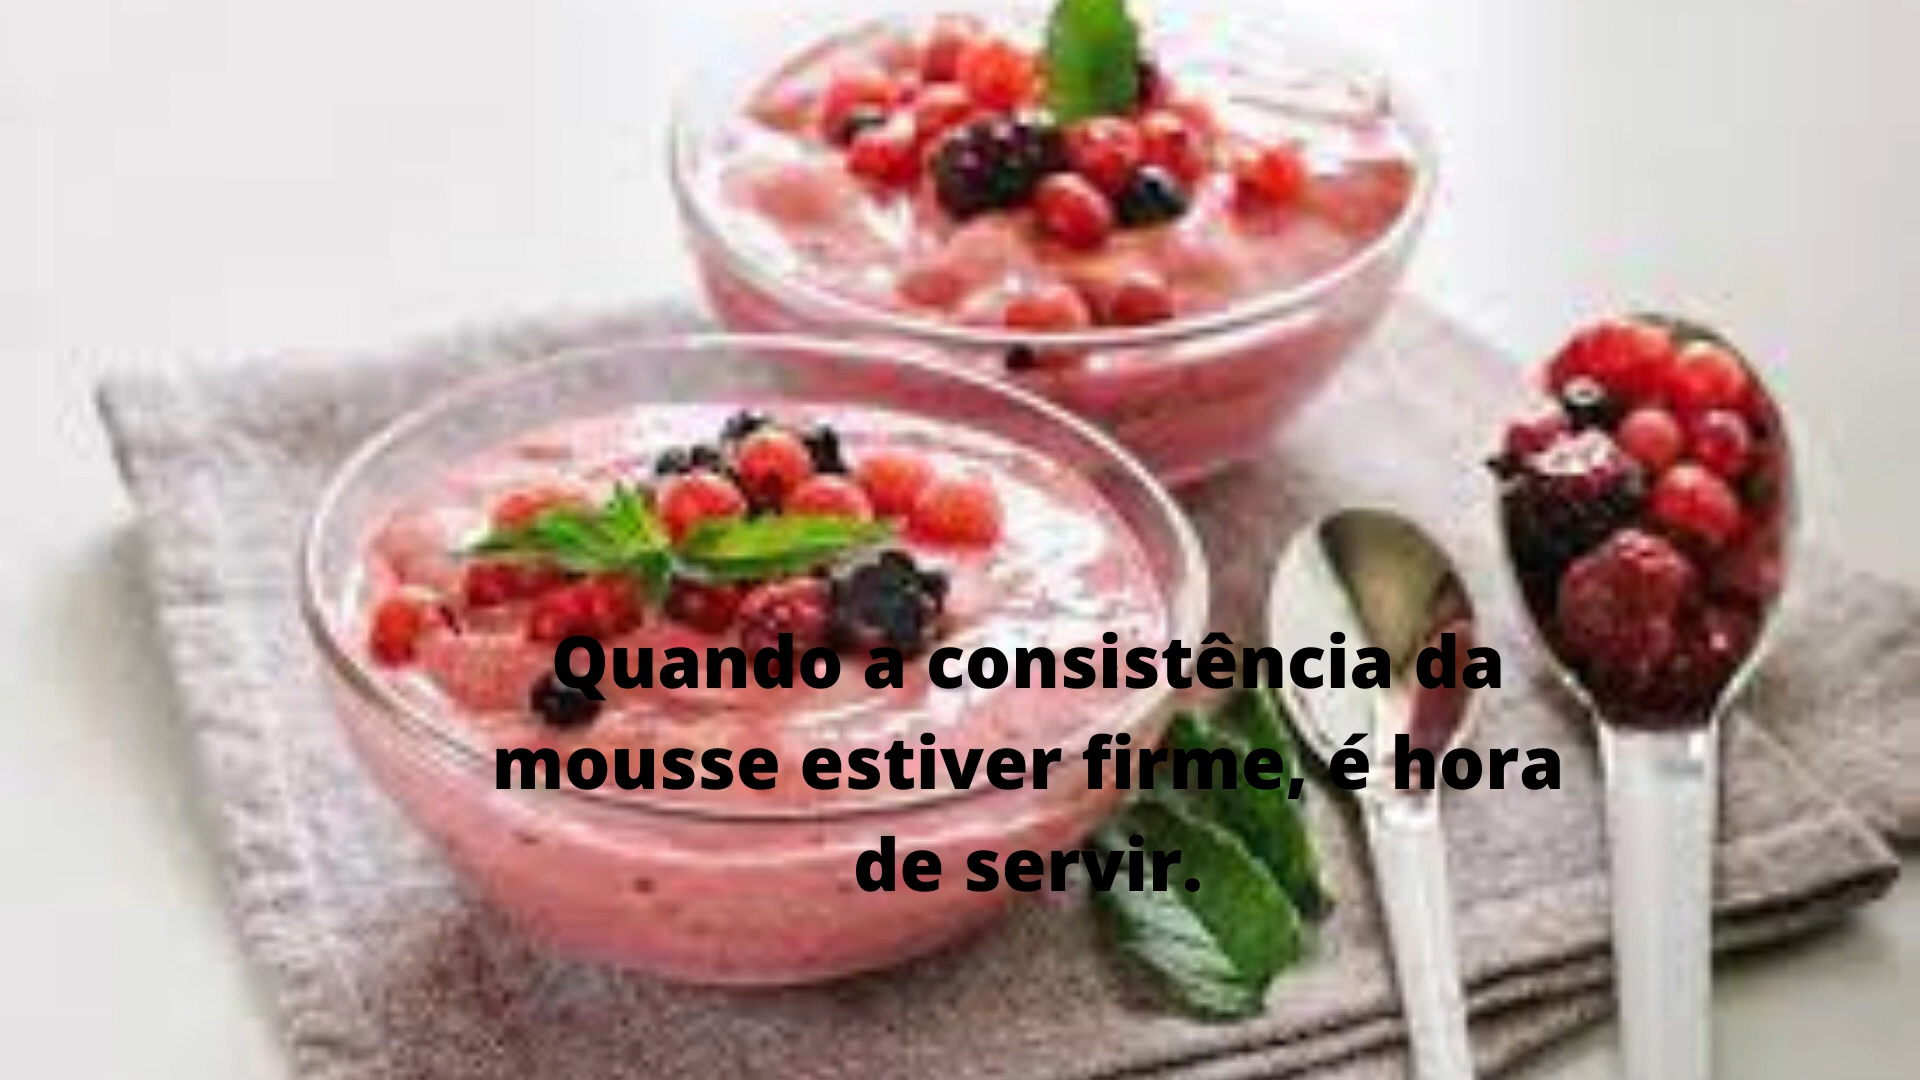 Quando a consistência da
mousse estiver firme, é hora
de servir.